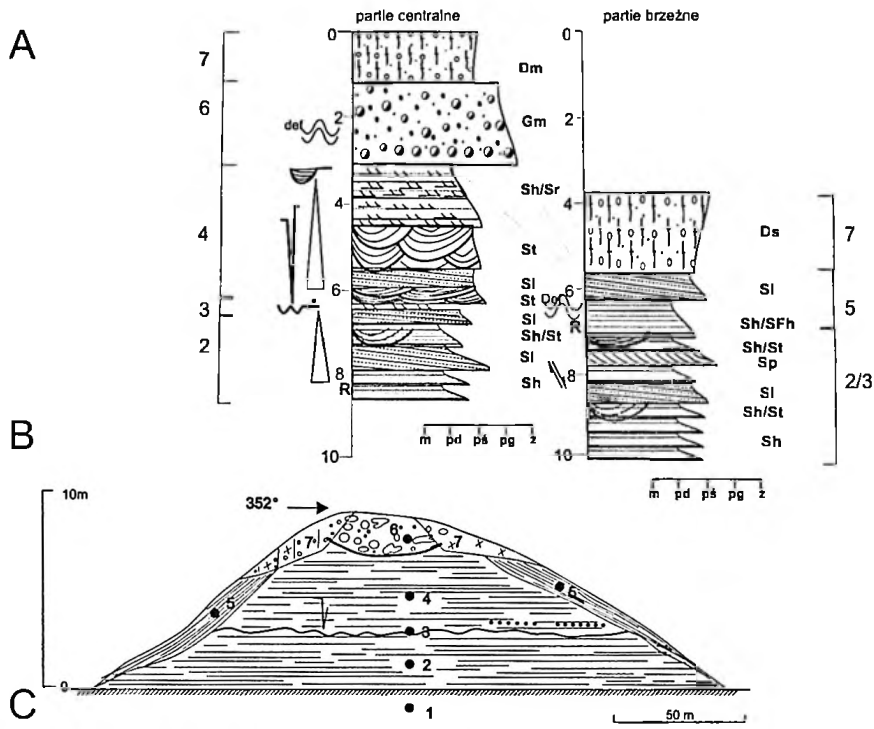 A
partie centralne
partie brzeżne
0
7
Dm
6
2
def
Gm
Sh/Sr
4
4
St
Sl
6
St
3
Sl
Sh/St
2
Sl
8
R
Sh
m pd pś pg ż
10
0
2
4
Ds
7
Sl
6
Def
5
R
Sh/SFh
Sh/St
Sp
8
2/3
Sl
Sh/St
Sh
10
m pd pś pg ż
B
10m
352°
6
7
7
5
4
3
2
0
C
1
50 m